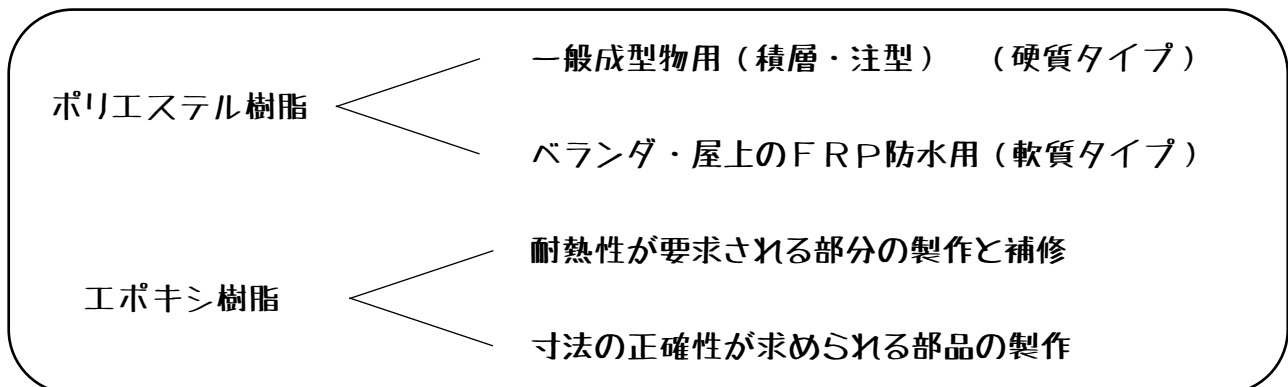 ポリエステル樹脂
一般成型物用（積層・注型）　（硬質タイプ）
ベランダ・屋上のＦＲＰ防水用（軟質タイプ）
エポキシ樹脂
耐熱性が要求される部分の製作と補修
寸法の正確性が求められる部品の製作